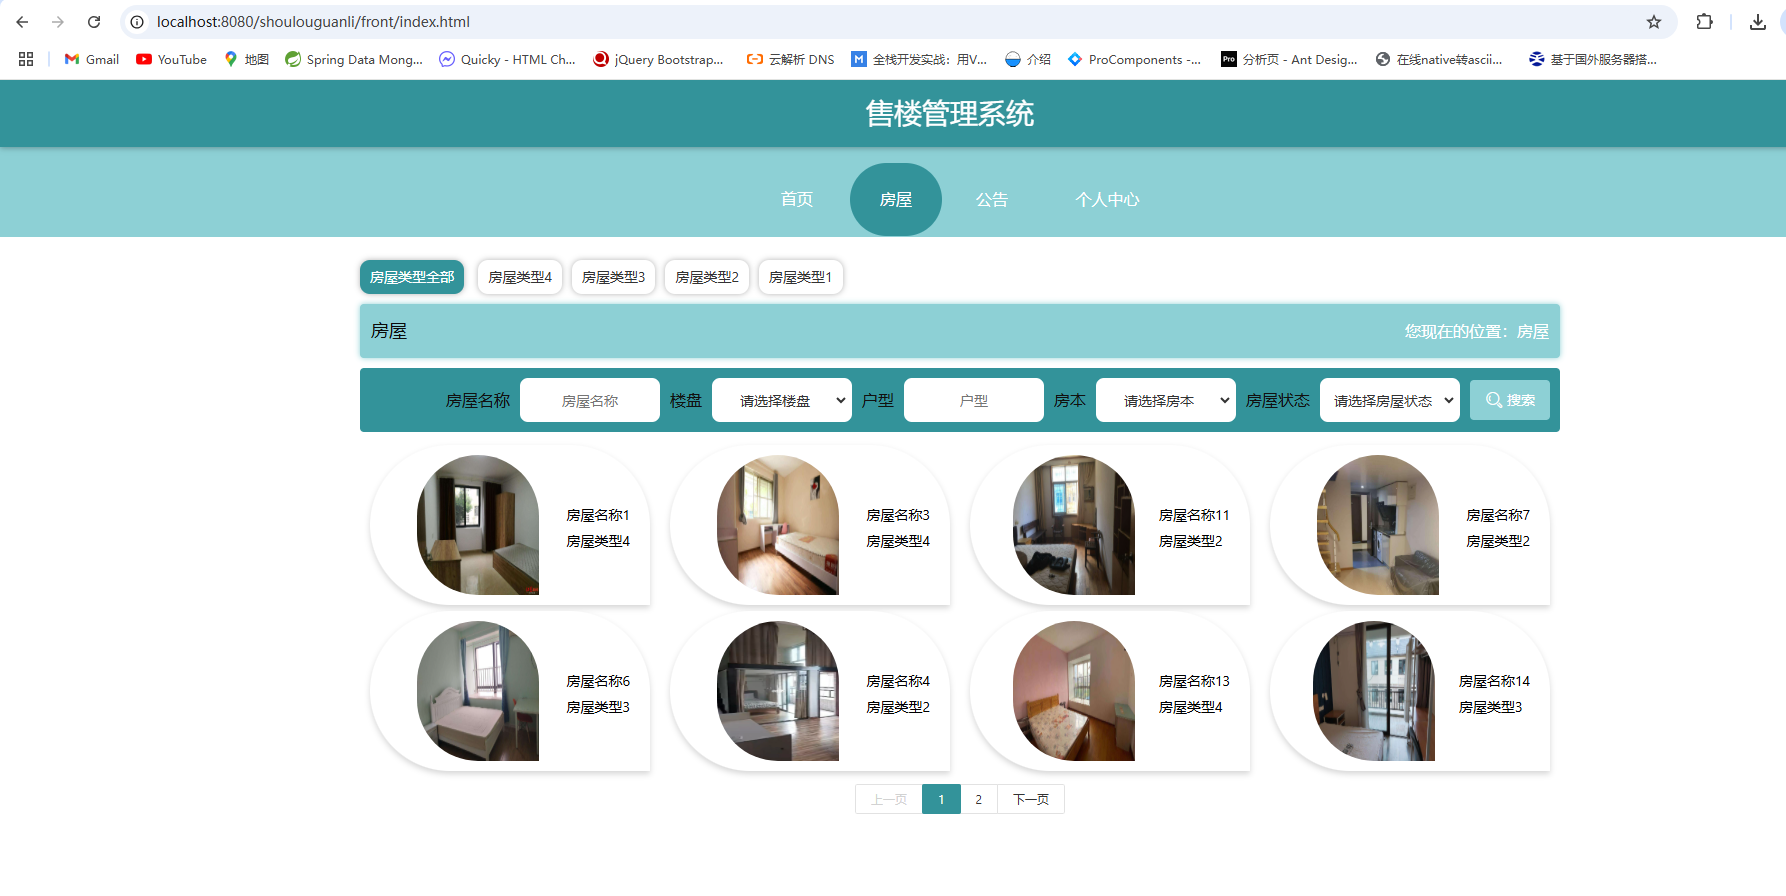 localhost:8080/shoulouguanli/front/index.html
Gmail YouTube 地图 Spring Data Mong... Quicky - HTML Ch... jQuery Bootstrap... 云解析 DNS 全栈开发实战：用V... 介绍 ProComponents -... 分析页 - Ant Desig... 在线native转ascii... 基于国外服务器搭...
售楼管理系统
首页 房屋 公告 个人中心
房屋类型全部 房屋类型4 房屋类型3 房屋类型2 房屋类型1
房屋 您现在的位置：房屋
房屋名称 房屋名称 楼盘 请选择楼盘 户型 户型 房本 请选择房本 房屋状态 请选择房屋状态 搜索
房屋名称1 房屋名称3 房屋名称11 房屋名称7
房屋类型4 房屋类型4 房屋类型2 房屋类型2
房屋名称6 房屋名称4 房屋名称13 房屋名称14
房屋类型3 房屋类型2 房屋类型4 房屋类型3
上一页 1 2 下一页